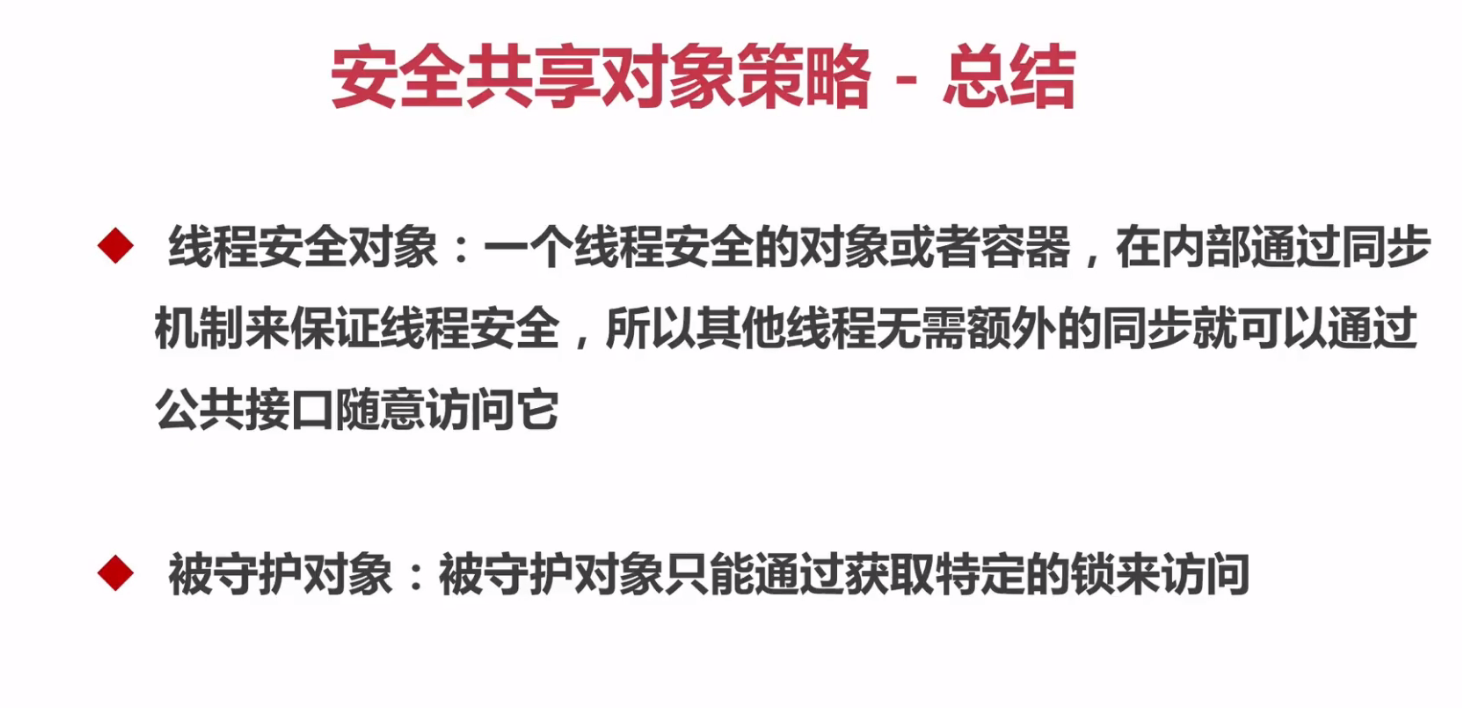 安全共享对象策略 - 总结
◆ 线程安全对象：一个线程安全的对象或者容器，在内部通过同步
机制来保证线程安全，所以其他线程无需额外的同步就可以通过
公共接口随意访问它
◆ 被守护对象：被守护对象只能通过获取特定的锁来访问